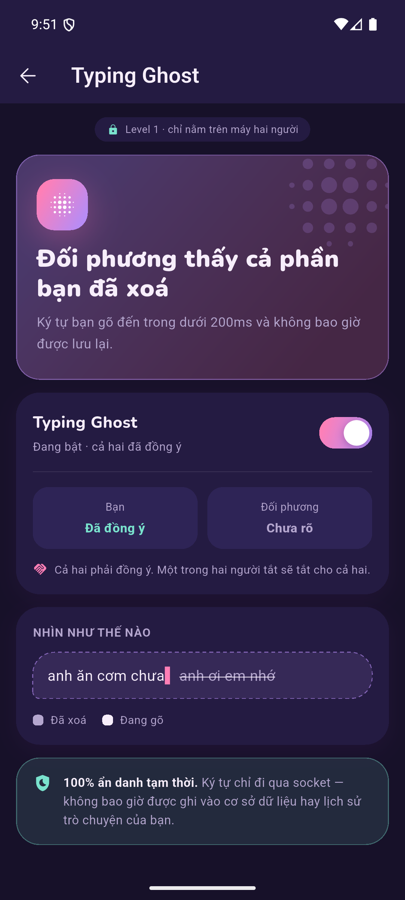 9:51
Typing Ghost
Level 1 · chỉ nằm trên máy hai người
Đối phương thấy cả phần
bạn đã xoá
Ký tự bạn gõ đến trong dưới 200ms và không bao giờ
được lưu lại.
Typing Ghost
Đang bật · cả hai đã đồng ý
Bạn
Đã đồng ý
Đối phương
Chưa rõ
Cả hai phải đồng ý. Một trong hai người tắt sẽ tắt cho cả hai.
NHÌN NHƯ THẾ NÀO
anh ăn cơm chưa anh ơi em nhớ
Đã xoá Đang gõ
100% ẩn danh tạm thời. Ký tự chỉ đi qua socket —
không bao giờ được ghi vào cơ sở dữ liệu hay lịch sử
trò chuyện của bạn.